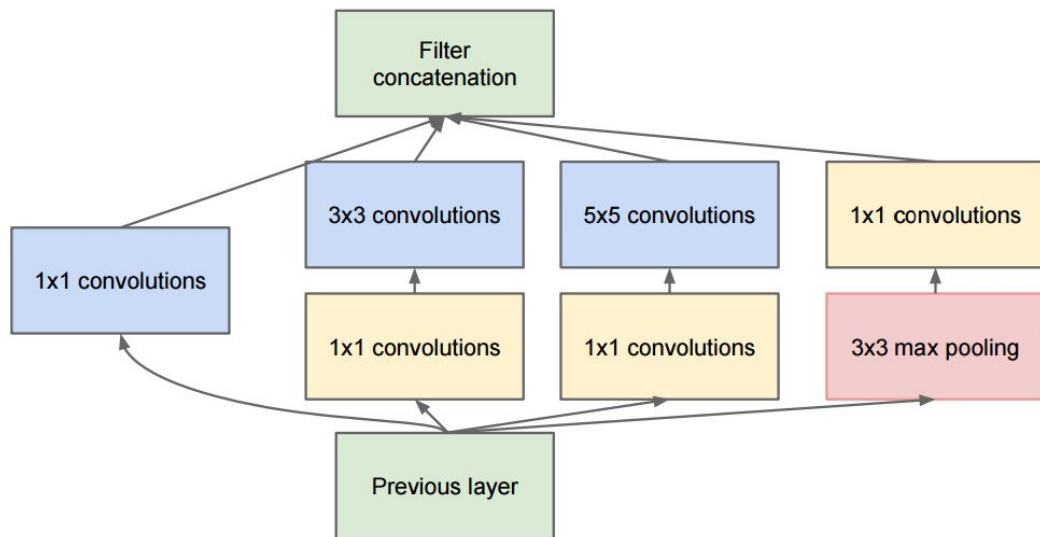 Filter
concatenation
3x3 convolutions
5x5 convolutions
1x1 convolutions
1x1 convolutions
1x1 convolutions
1x1 convolutions
3x3 max pooling
Previous layer